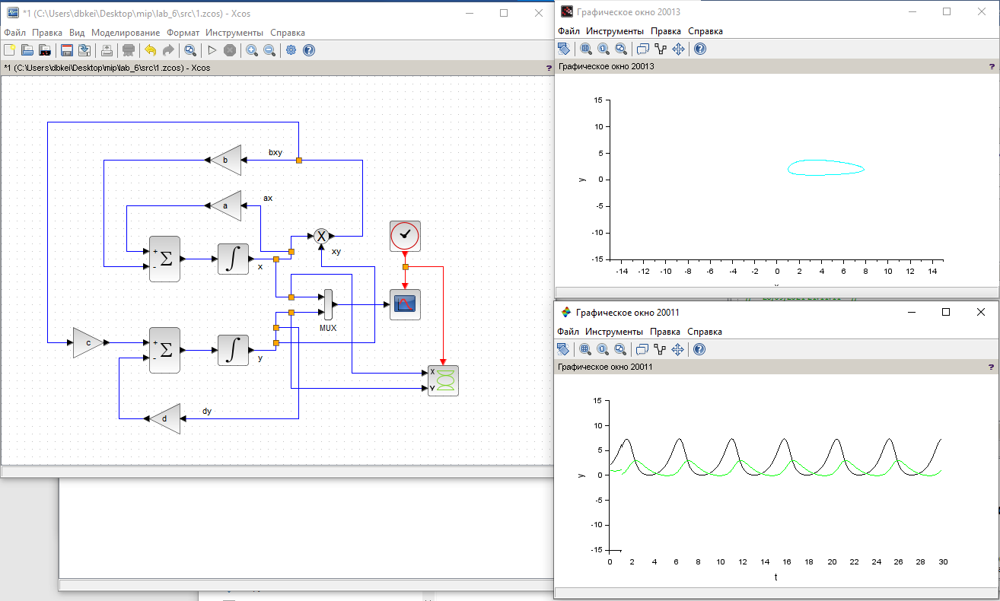 *1 (C:\Users\dbkei\Desktop\mip\lab_6\src\1.zcos) - Xcos
Файл Правка Вид Моделирование Формат Инструменты Справка
*1 (C:\Users\dbkei\Desktop\mip\lab_6\src\1.zcos) - Xcos ?
b
bxy
a
ax
+
-
Σ
∫
x
X
xy
MUX
c
+
-
Σ
∫
y
X
Y
d
dy
Графическое окно 20013
Файл Инструменты Правка Справка
Графическое окно 20013 ?
15
10
5
0
-5
-10
-15
y
-14 -12 -10 -8 -6 -4 -2 0 2 4 6 8 10 12 14
Графическое окно 20011
Файл Инструменты Правка Справка
Графическое окно 20011 ?
15
10
5
0
-5
-10
-15
y
0 2 4 6 8 10 12 14 16 18 20 22 24 26 28 30
t